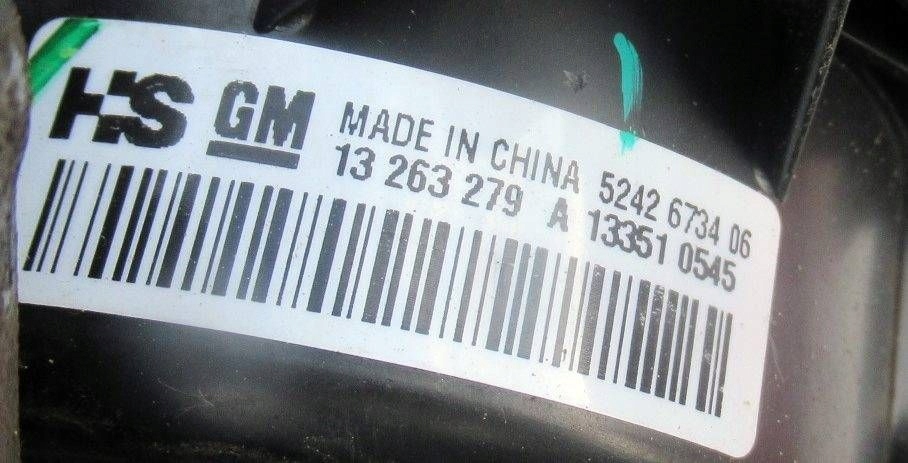 HS GM MADE IN CHINA 5242 6734 06
13 263 279 A 13351 0545